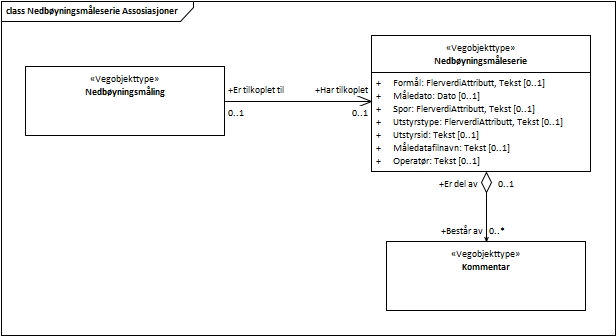 class Nedbøyningsmåleserie Assosiasjoner
«Vegobjekttype»
Nedbøyningsmåling
+Er tilkoplet til
+Har tilkoplet
0..1
0..1
«Vegobjekttype»
Nedbøyningsmåleserie
+ Formål: FlerverdiAttributt, Tekst [0..1]
+ Måledato: Dato [0..1]
+ Spor: FlerverdiAttributt, Tekst [0..1]
+ Utstyrstype: FlerverdiAttributt, Tekst [0..1]
+ Utstyrsid: Tekst [0..1]
+ Måledatafilnavn: Tekst [0..1]
+ Operatør: Tekst [0..1]
+Er del av
0..1
+Består av
0..*
«Vegobjekttype»
Kommentar